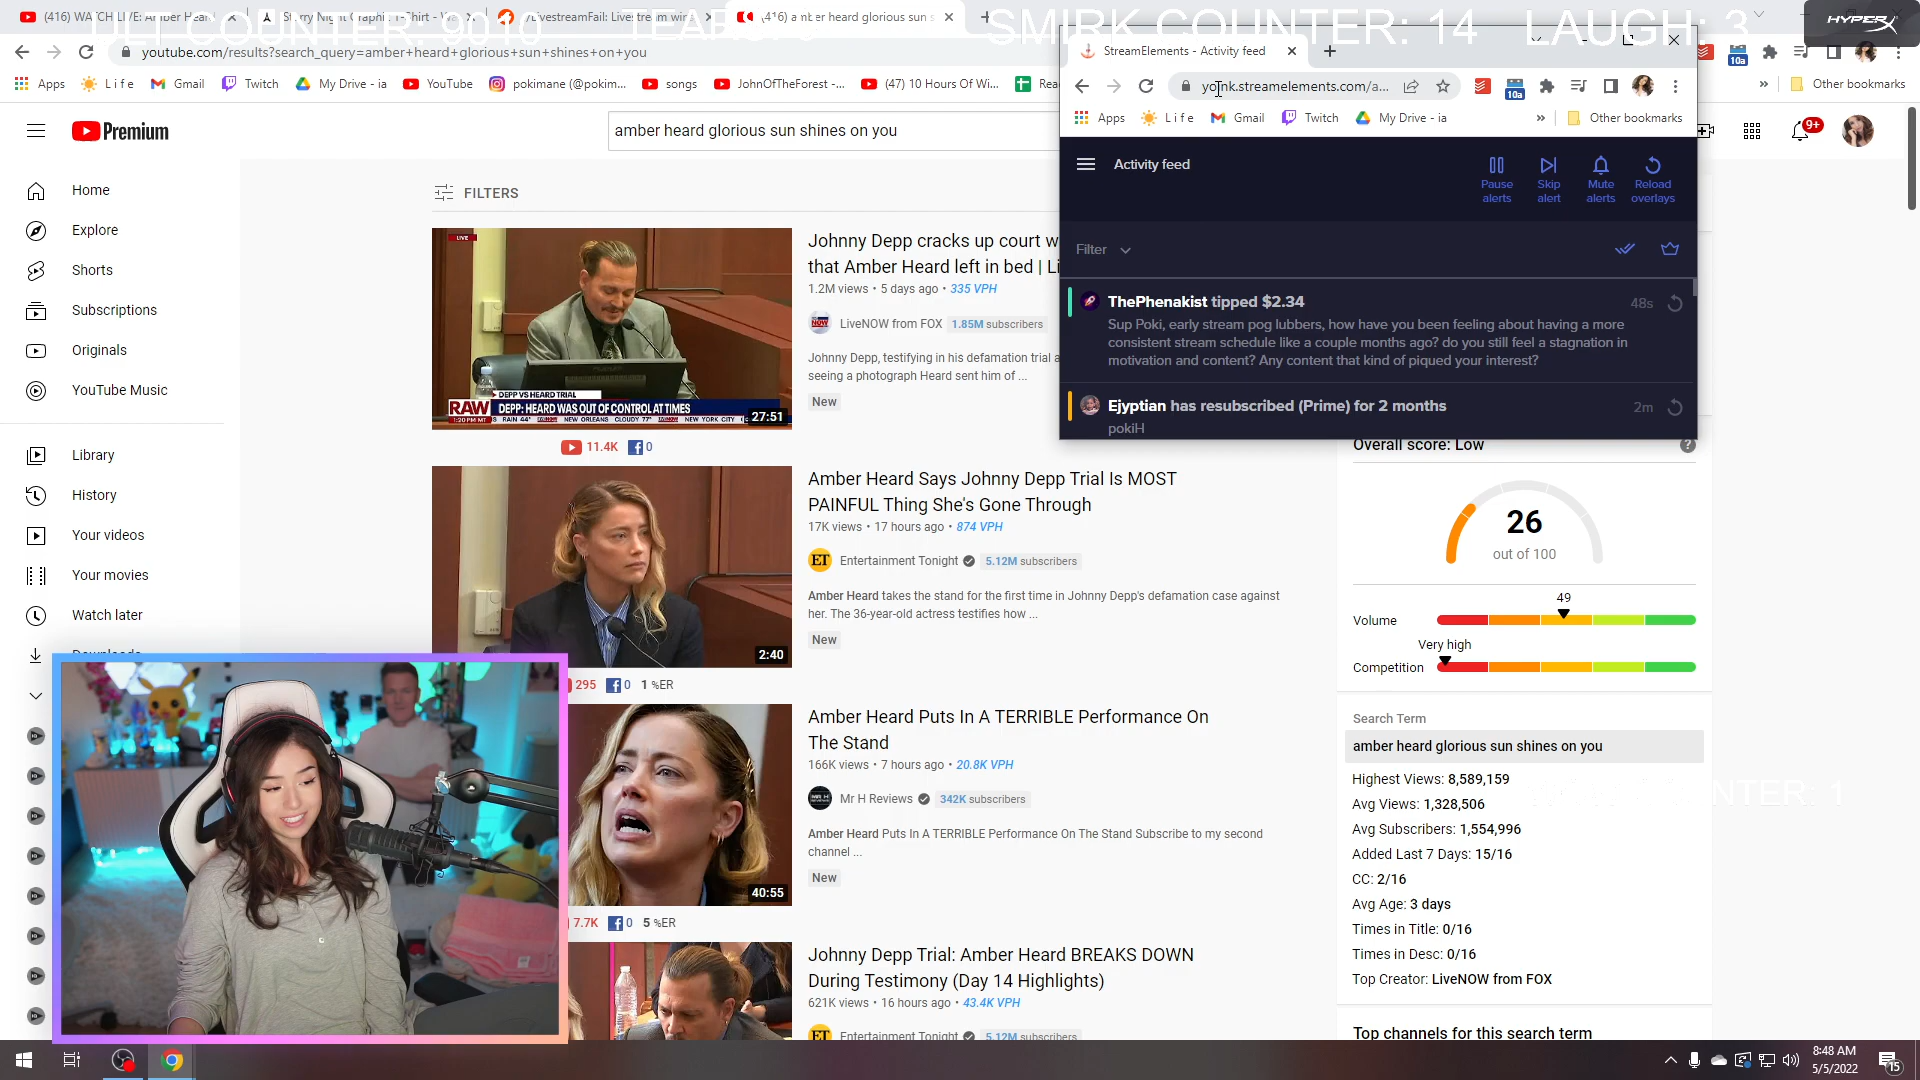 (416) WATCH LIVE: Amber Hear
Starry Night Graphic T-Shirt - W
r/LivestreamFail: Livestream win
(416) amber heard glorious sun s
SMIRK COUNTER: 14
LAUGH: 3
HYPERX
youtube.com/results?search_query=amber+heard+glorious+sun+shines+on+you
Apps
L i f e
Gmail
Twitch
My Drive - ia
YouTube
pokimane (@pokim...
songs
JohnOfTheForest -...
(47) 10 Hours Of Wi...
Other bookmarks
Premium
amber heard glorious sun shines on you
9+
10a
StreamElements - Activity feed
yoink.streamelements.com/a...
10a
Apps
L i f e
Gmail
Twitch
My Drive - ia
Other bookmarks
Activity feed
Pause alerts
Skip alert
Mute alerts
Reload overlays
Filter
ThePhenakist tipped $2.34
48s
Sup Poki, early stream pog lubbers, how have you been feeling about having a more
consistent stream schedule like a couple months ago? do you still feel a stagnation in
motivation and content? Any content that kind of piqued your interest?
Ejyptian has resubscribed (Prime) for 2 months
2m
pokiH
Home
Explore
Shorts
Subscriptions
Originals
YouTube Music
Library
History
Your videos
Your movies
Watch later
FILTERS
LIVE
DEPP VS HEARD TRIAL
RAW
DEPP: HEARD WAS OUT OF CONTROL AT TIMES
27:51
Johnny Depp cracks up court w
that Amber Heard left in bed | Li
1.2M views • 5 days ago • 335 VPH
LiveNOW from FOX
1.85M subscribers
Johnny Depp, testifying in his defamation trial a
seeing a photograph Heard sent him of ...
New
11.4K
0
2:40
Amber Heard Says Johnny Depp Trial Is MOST
PAINFUL Thing She's Gone Through
17K views • 17 hours ago • 874 VPH
ET
Entertainment Tonight
5.12M subscribers
Amber Heard takes the stand for the first time in Johnny Depp's defamation case against
her. The 36-year-old actress testifies how ...
New
295
0
1 %ER
40:55
Amber Heard Puts In A TERRIBLE Performance On
The Stand
166K views • 7 hours ago • 20.8K VPH
Mr H Reviews
342K subscribers
Amber Heard Puts In A TERRIBLE Performance On The Stand Subscribe to my second
channel ...
New
7.7K
0
5 %ER
Johnny Depp Trial: Amber Heard BREAKS DOWN
During Testimony (Day 14 Highlights)
621K views • 16 hours ago • 43.4K VPH
ET
Entertainment Tonight
5.12M subscribers
Overall score: Low
26
out of 100
49
Volume
Very high
Competition
Search Term
amber heard glorious sun shines on you
Highest Views: 8,589,159
Avg Views: 1,328,506
Avg Subscribers: 1,554,996
Added Last 7 Days: 15/16
CC: 2/16
Avg Age: 3 days
Times in Title: 0/16
Times in Desc: 0/16
Top Creator: LiveNOW from FOX
Top channels for this search term
8:48 AM
5/5/2022
15